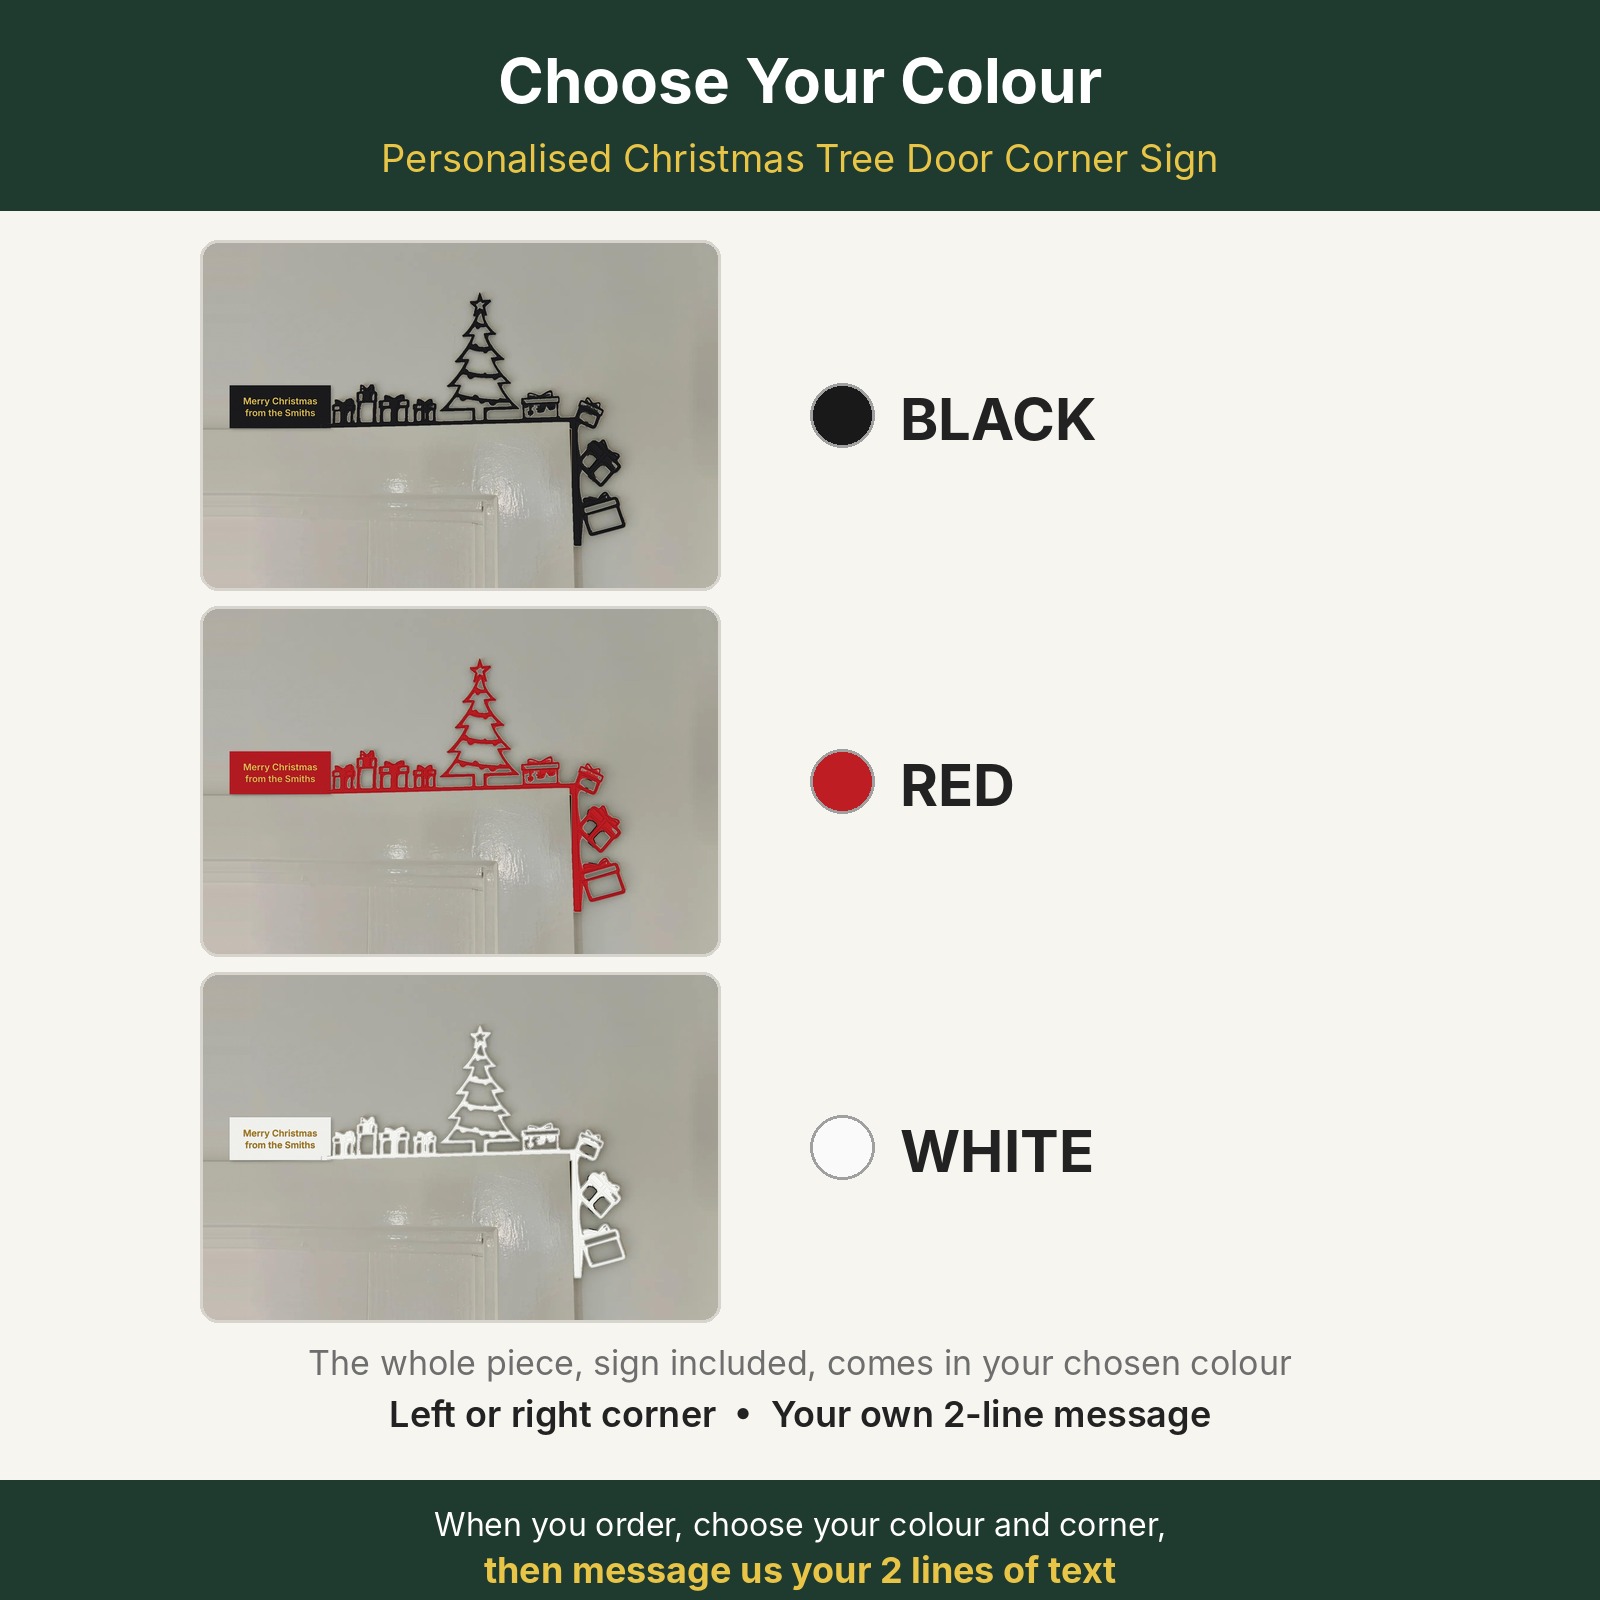 Choose Your Colour
Personalised Christmas Tree Door Corner Sign
Merry Christmas
from the Smiths
BLACK
Merry Christmas
from the Smiths
RED
Merry Christmas
from the Smiths
WHITE
The whole piece, sign included, comes in your chosen colour
Left or right corner • Your own 2-line message
When you order, choose your colour and corner,
then message us your 2 lines of text